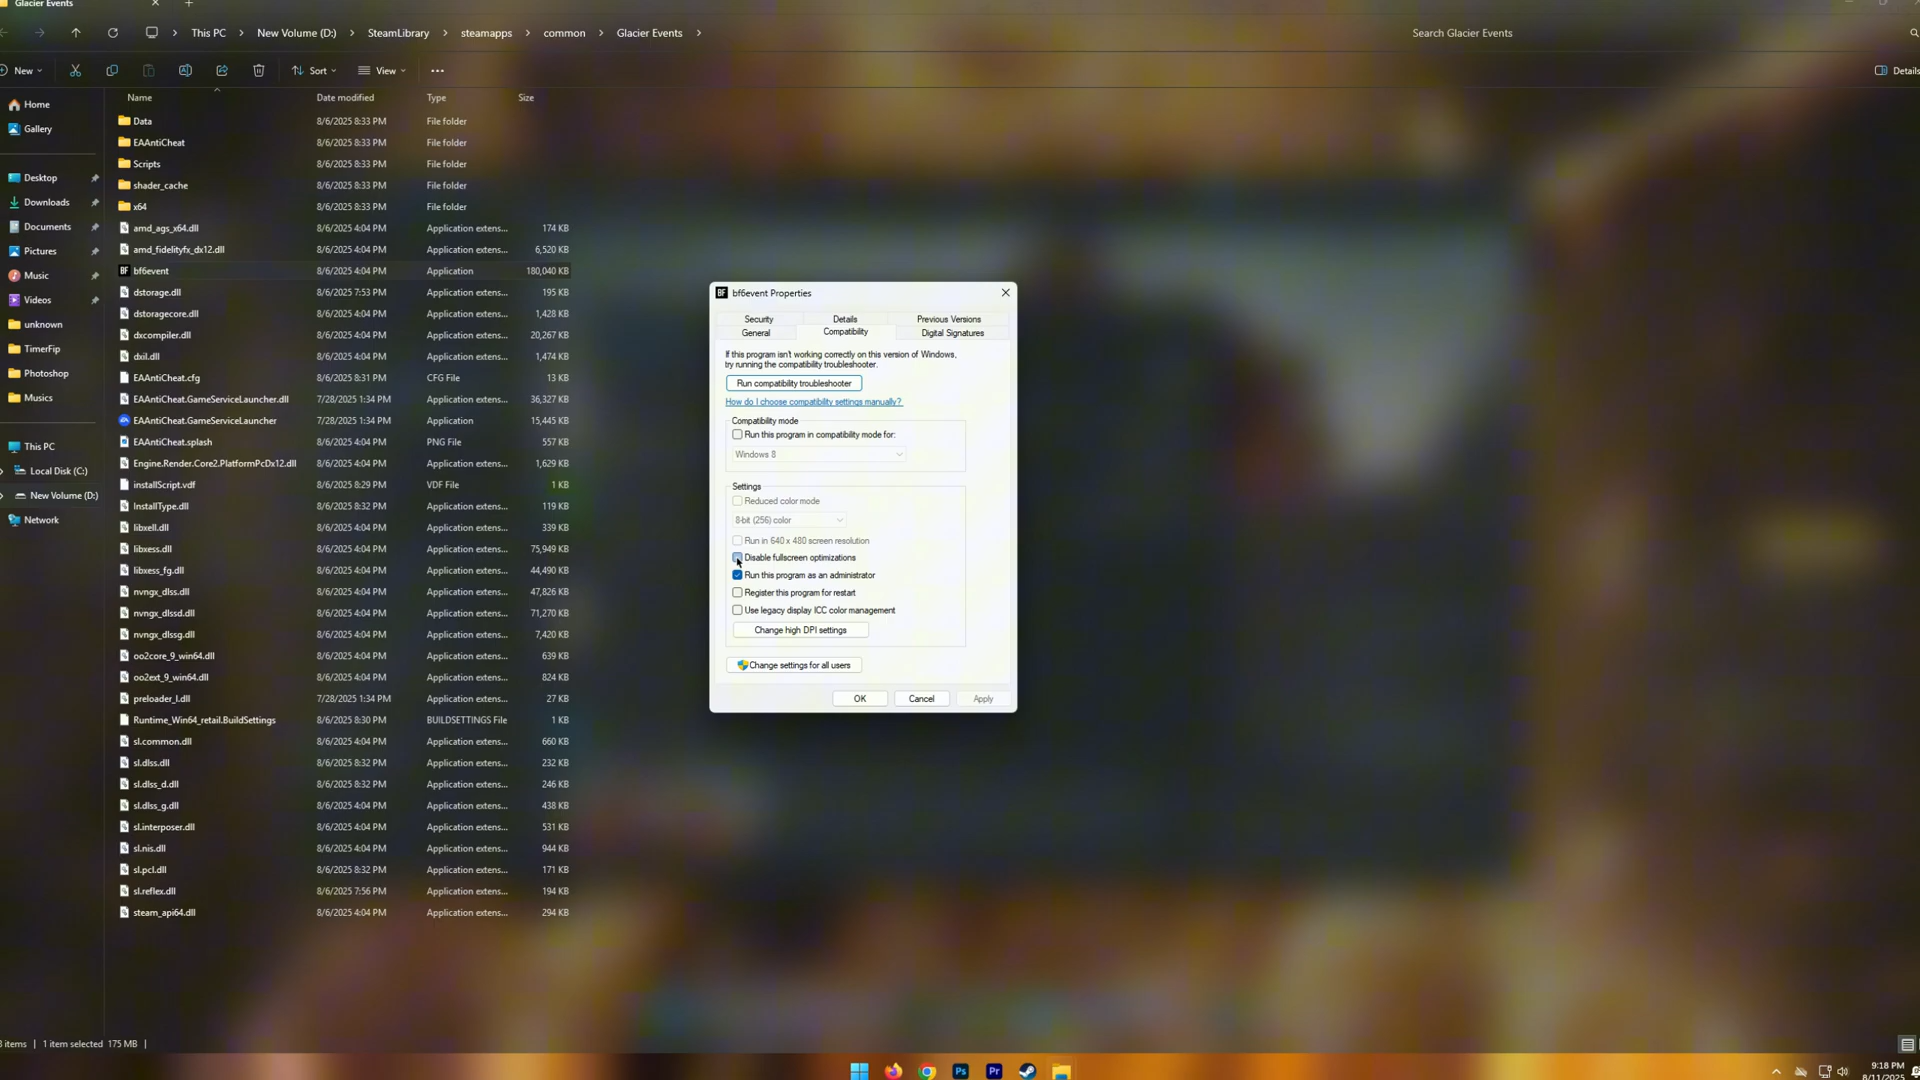 Glacier Events
This PC
New Volume (D:)
SteamLibrary
steamapps
common
Glacier Events
Search Glacier Events
New
Sort
View
Details
Name
Date modified
Type
Size
Home
Gallery
Desktop
Downloads
Documents
Pictures
Music
Videos
unknown
TimerFip
Photoshop
Musics
This PC
Local Disk (C:)
New Volume (D:)
Network
Data 8/6/2025 8:33 PM File folder
EAAntiCheat 8/6/2025 8:33 PM File folder
Scripts 8/6/2025 8:33 PM File folder
shader_cache 8/6/2025 8:33 PM File folder
x64 8/6/2025 8:33 PM File folder
amd_ags_x64.dll 8/6/2025 4:04 PM Application extens... 174 KB
amd_fidelityfx_dx12.dll 8/6/2025 4:04 PM Application extens... 6,520 KB
BF bf6event 8/6/2025 4:04 PM Application 180,040 KB
dstorage.dll 8/6/2025 7:53 PM Application extens... 195 KB
dstoragecore.dll 8/6/2025 4:04 PM Application extens... 1,428 KB
dxcompiler.dll 8/6/2025 4:04 PM Application extens... 20,267 KB
dxil.dll 8/6/2025 4:04 PM Application extens... 1,474 KB
EAAntiCheat.cfg 8/6/2025 8:31 PM CFG File 13 KB
EAAntiCheat.GameServiceLauncher.dll 7/28/2025 1:34 PM Application extens... 36,327 KB
EAAntiCheat.GameServiceLauncher 7/28/2025 1:34 PM Application 15,445 KB
EAAntiCheat.splash 8/6/2025 4:04 PM PNG File 557 KB
Engine.Render.Core2.PlatformPcDx12.dll 8/6/2025 4:04 PM Application extens... 1,629 KB
installScript.vdf 8/6/2025 8:29 PM VDF File 1 KB
InstallType.dll 8/6/2025 8:32 PM Application extens... 119 KB
libxell.dll 8/6/2025 4:04 PM Application extens... 339 KB
libxess.dll 8/6/2025 4:04 PM Application extens... 75,949 KB
libxess_fg.dll 8/6/2025 4:04 PM Application extens... 44,490 KB
nvngx_dlss.dll 8/6/2025 4:04 PM Application extens... 47,826 KB
nvngx_dlssd.dll 8/6/2025 4:04 PM Application extens... 71,270 KB
nvngx_dlssg.dll 8/6/2025 4:04 PM Application extens... 7,420 KB
oo2core_9_win64.dll 8/6/2025 4:04 PM Application extens... 639 KB
oo2ext_9_win64.dll 8/6/2025 4:04 PM Application extens... 824 KB
preloader_l.dll 7/28/2025 1:34 PM Application extens... 27 KB
Runtime_Win64_retail.BuildSettings 8/6/2025 8:30 PM BUILDSETTINGS File 1 KB
sl.common.dll 8/6/2025 4:04 PM Application extens... 660 KB
sl.dlss.dll 8/6/2025 8:32 PM Application extens... 232 KB
sl.dlss_d.dll 8/6/2025 8:32 PM Application extens... 246 KB
sl.dlss_g.dll 8/6/2025 4:04 PM Application extens... 438 KB
sl.interposer.dll 8/6/2025 4:04 PM Application extens... 531 KB
sl.nis.dll 8/6/2025 4:04 PM Application extens... 944 KB
sl.pcl.dll 8/6/2025 8:32 PM Application extens... 171 KB
sl.reflex.dll 8/6/2025 7:56 PM Application extens... 194 KB
steam_api64.dll 8/6/2025 4:04 PM Application extens... 294 KB
BF bf6event Properties
Security Details Previous Versions
General Compatibility Digital Signatures
If this program isn't working correctly on this version of Windows,
try running the compatibility troubleshooter.
Run compatibility troubleshooter
How do I choose compatibility settings manually?
Compatibility mode
Run this program in compatibility mode for:
Windows 8
Settings
Reduced color mode
8-bit (256) color
Run in 640 x 480 screen resolution
Disable fullscreen optimizations
Run this program as an administrator
Register this program for restart
Use legacy display ICC color management
Change high DPI settings
Change settings for all users
OK Cancel Apply
items 1 item selected 175 MB
Ps Pr
9:18 PM
8/11/2025